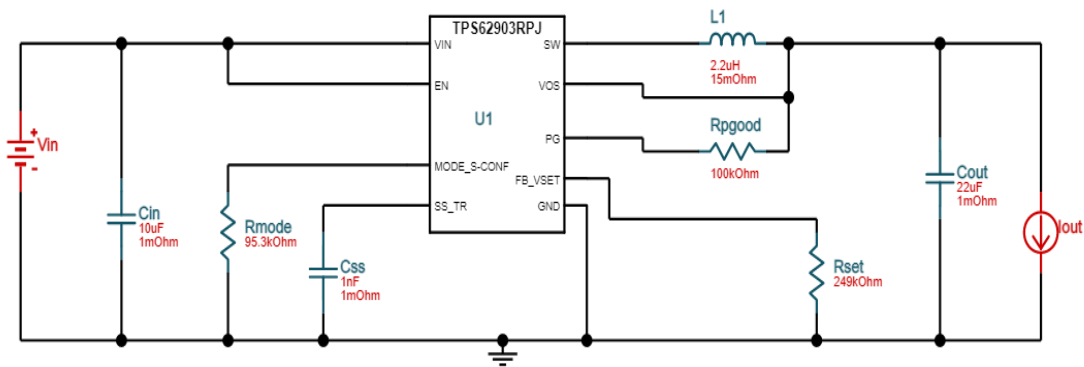 TPS62903RPJ
VIN
EN
MODE_S-CONF
SS_TR
U1
SW
VOS
PG
FB_VSET
GND
L1
2.2uH
15mOhm
Rpgood
100kOhm
+
Vin
-
Cin
10uF
1mOhm
Rmode
95.3kOhm
Css
1nF
1mOhm
Rset
249kOhm
Cout
22uF
1mOhm
Iout